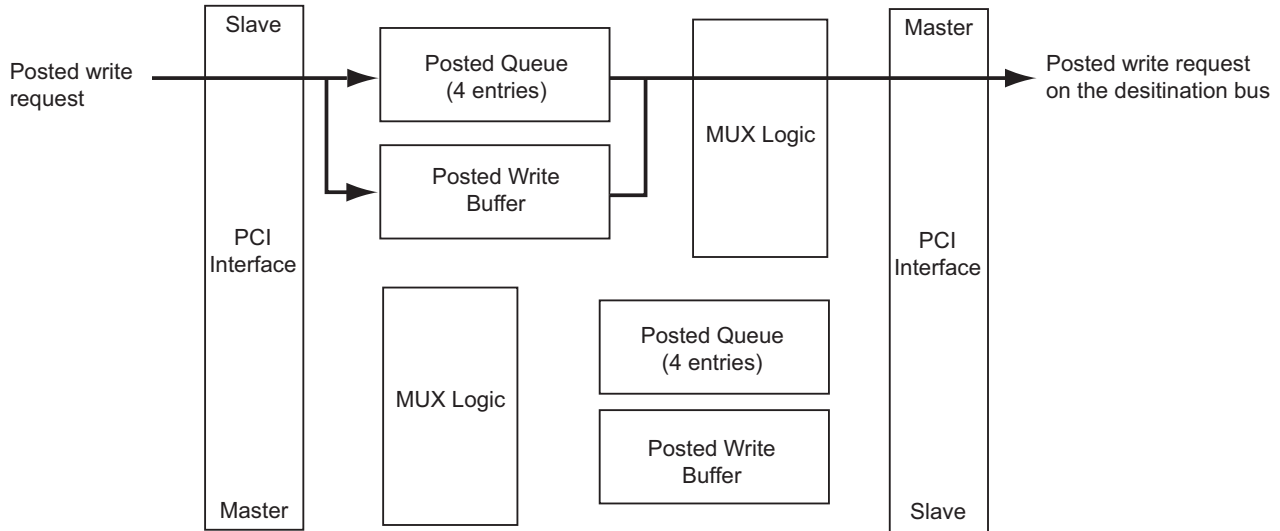 Slave
Master
Posted write
request
Posted Queue
(4 entries)
Posted write request
on the desitination bus
MUX Logic
Posted Write
Buffer
PCI
Interface
PCI
Interface
Posted Queue
(4 entries)
MUX Logic
Posted Write
Buffer
Master
Slave